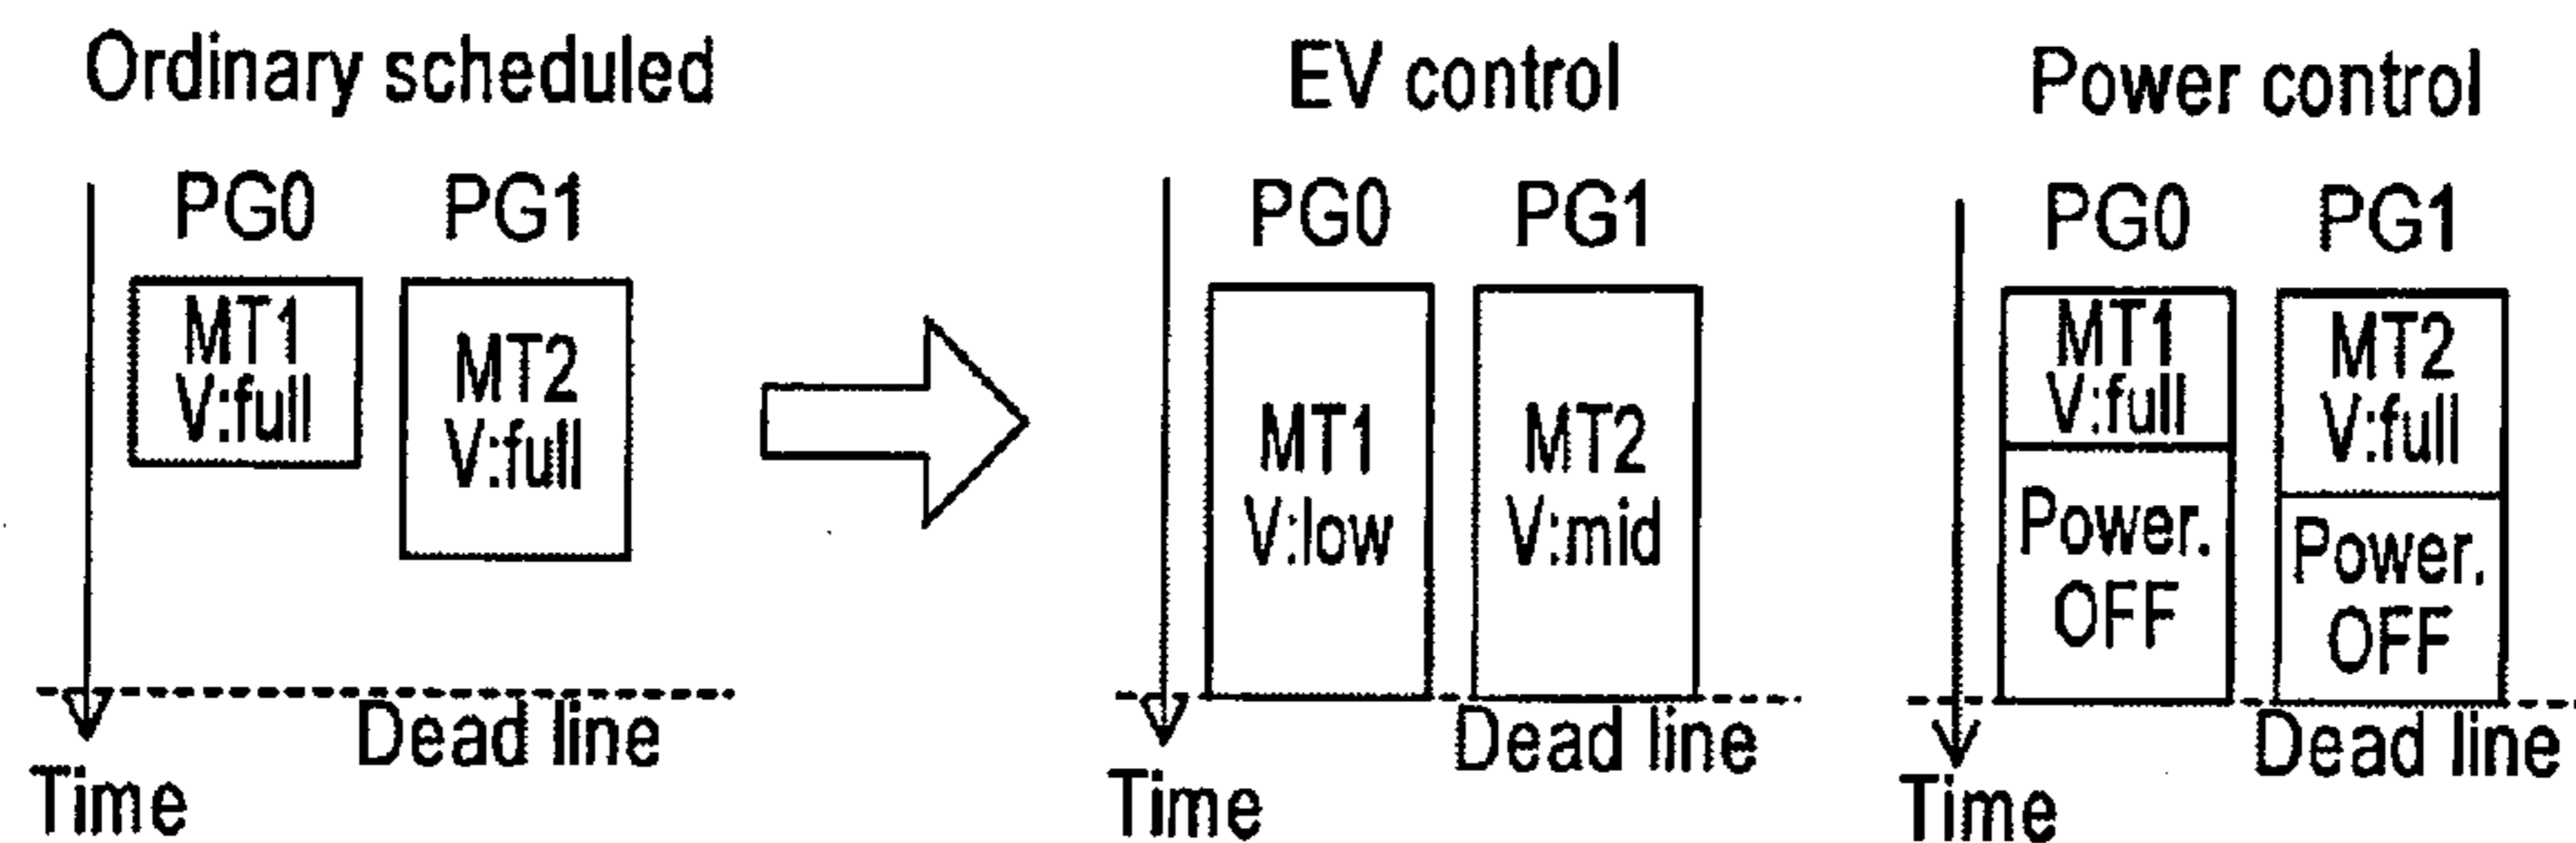 Ordinary scheduled
PG0 PG1
MT1
V:full
MT2
V:full
Dead line
Time
EV control
PG0 PG1
MT1
V:low
MT2
V:mid
Dead line
Time
Power control
PG0 PG1
MT1
V:full
Power.
OFF
MT2
V:full
Power.
OFF
Dead line
Time